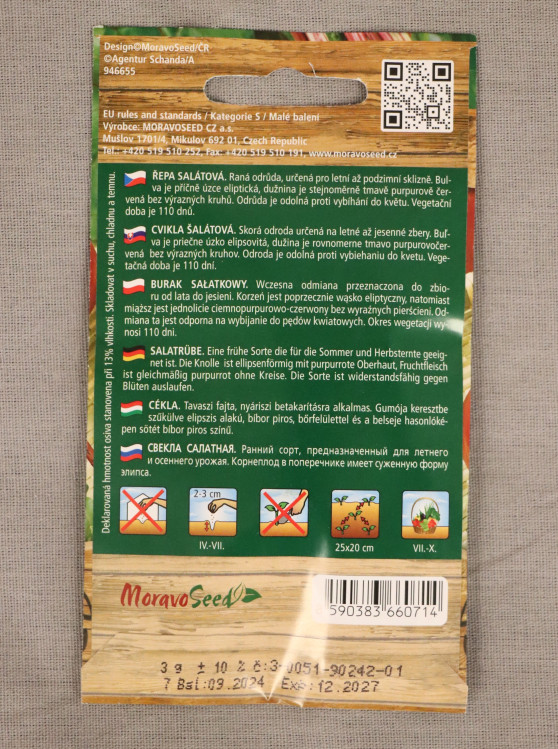 Design©MoravoSeed/ČR
©Agentur Schanda/A
946655
EU rules and standards / Kategorie S / Malé balení
Výrobce: MORAVOSEED CZ a.s.
Mušlov 1701/4, Mikulov 692 01, Czech Republic
Tel.: +420 519 510 252, Fax: +420 519 510 191, www.moravoseed.cz
ŘEPA SALÁTOVÁ. Raná odrůda, určená pro letní až podzimní sklizně. Bul-
va je příčně úzce eliptická, dužnina je stejnoměrně tmavě purpurově čer-
vená bez výrazných kruhů. Odrůda je odolná proti vybíhání do květu. Vegetační
doba je 110 dnů.
CVIKLA ŠALÁTOVÁ. Skorá odroda určená na letné až jesenné zbery. Buľ-
va je priečne úzko elipsovitá, dužina je rovnomerne tmavo purpurovočer-
vená bez výrazných kruhov. Odroda je odolná proti vybiehaniu do kvetu. Vege-
tačná doba je 110 dní.
BURAK SAŁATKOWY. Wczesna odmiana przeznaczona do zbio-
ru od lata do jesieni. Korzeń jest poprzecznie wąsko eliptyczny, natomiast
miąższ jest jednolicie ciemnopurpurowo-czerwony bez wyraźnych pierścieni. Od-
miana ta jest odporna na wybijanie do pędów kwiatowych. Okres wegetacji wy-
nosi 110 dni.
SALATRÜBE. Eine frühe Sorte die für die Sommer und Herbsternte geeig-
net ist. Die Knolle ist ellipsenförmig mit purpurrote Oberhaut, Fruchtfleisch
ist gleichmäßig purpurrot ohne Kreise. Die Sorte ist widerstandsfähig gegen
Blüten auslaufen.
CÉKLA. Tavaszi fajta, nyáriszi betakarításra alkalmas. Gumója keresztbe
szűkülve elipszis alakú, bíbor piros, bőrfelülettel és a belseje hasonlóké-
pen sötét bíbor piros színű.
СВЕКЛА САЛАТНАЯ. Ранний сорт, предназначенный для летнего
и осеннего урожая. Корнеплод в поперечнике имеет суженную форму
элипса.
Deklarovaná hmotnost osiva stanovena při 13% vlhkosti. Skladovat v suchu, chladnu a temnu.
2-3 cm
IV.-VII.
25x20 cm
VII.-X.
MoravoSeed
590383 660714
3 g ± 10 % č:3-0051-90242-01
7 Bal:09.2024 Exp:12.2027